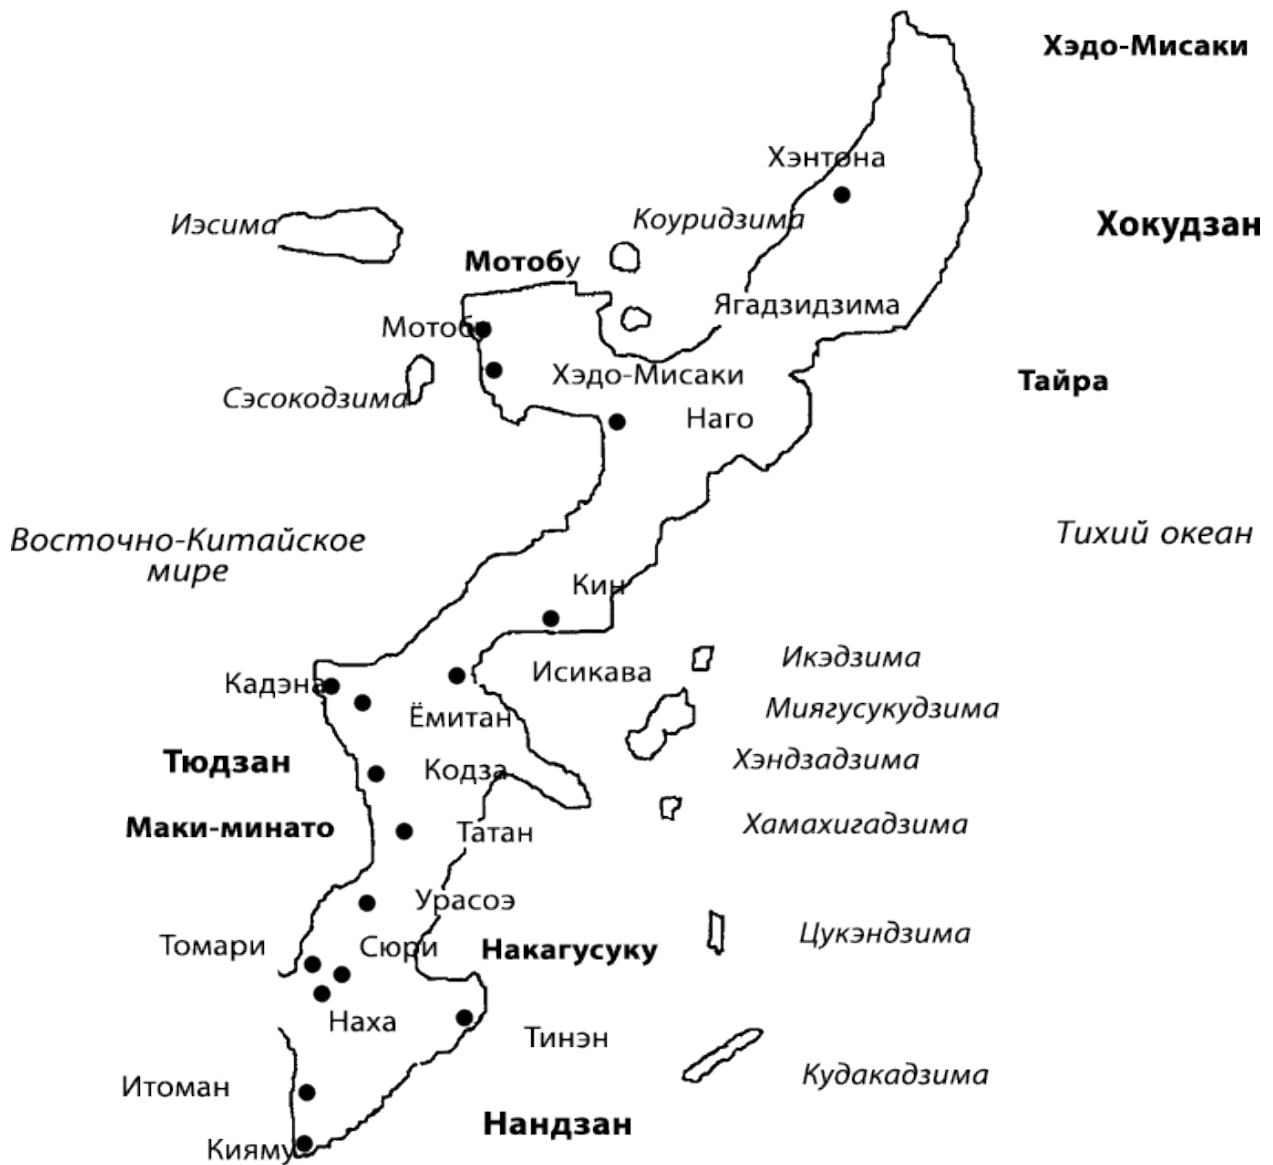 Хэдо-Мисаки
Хэнтона
Иэсима
Коуридзима
Хокудзан
Мотобу
Ягадзидзима
Мотобу
Хэдо-Мисаки
Тайра
Сэсокодзима
Наго
Восточно-Китайское
мире
Тихий океан
Кин
Икэдзима
Исикава
Кадэна
Миягусукудзима
Ёмитан
Тюдзан
Хэндзадзима
Кодза
Маки-минато
Хамахигадзима
Татан
Урасоэ
Цукэндзима
Томари
Сюри
Накагусуку
Наха
Тинэн
Кудакадзима
Итоман
Нандзан
Кияму